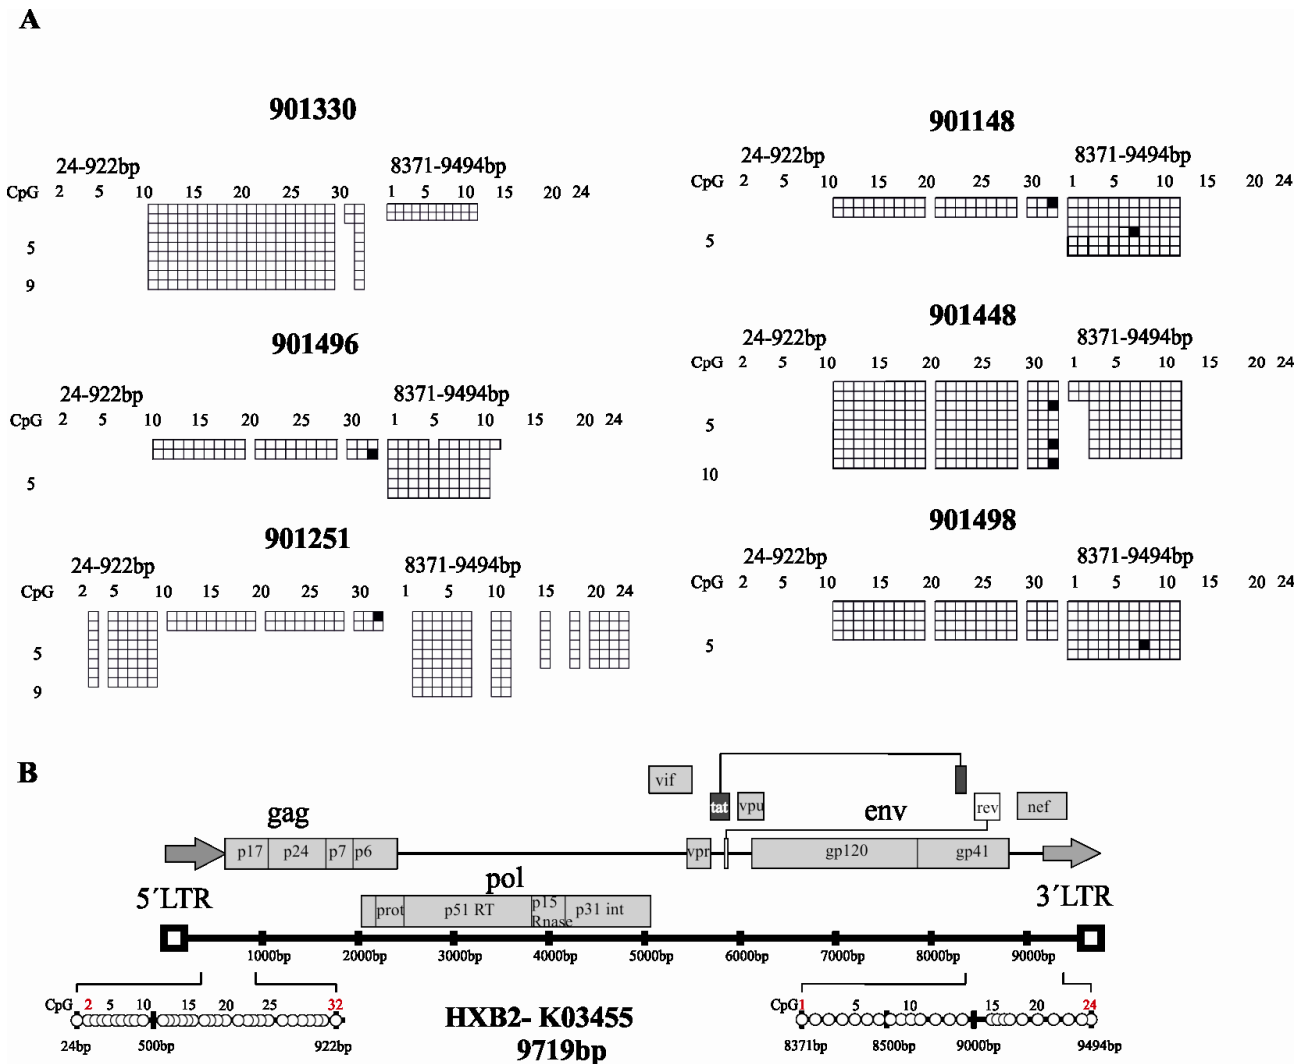 A
901330
24-922bp 8371-9494bp
CpG 2 5 10 15 20 25 30 1 5 10 15 20 24
5
9
901496
24-922bp 8371-9494bp
CpG 2 5 10 15 20 25 30 1 5 10 15 20 24
5
901251
24-922bp 8371-9494bp
CpG 2 5 10 15 20 25 30 1 5 10 15 20 24
5
9
901148
24-922bp 8371-9494bp
CpG 2 5 10 15 20 25 30 1 5 10 15 20 24
5
901448
24-922bp 8371-9494bp
CpG 2 5 10 15 20 25 30 1 5 10 15 20 24
5
10
901498
24-922bp 8371-9494bp
CpG 2 5 10 15 20 25 30 1 5 10 15 20 24
5
B
vif
tat vpu rev nef
gag env
p17 p24 p7 p6 vpr gp120 gp41
pol
5´LTR 3´LTR
prot p51 RT p15 Rnase p31 int
1000bp 2000bp 3000bp 4000bp 5000bp 6000bp 7000bp 8000bp 9000bp
CpG 2 5 10 15 20 25 32
24bp 500bp 922bp
HXB2- K03455
9719bp
CpG 1 5 10 15 20 24
8371bp 8500bp 9000bp 9494bp